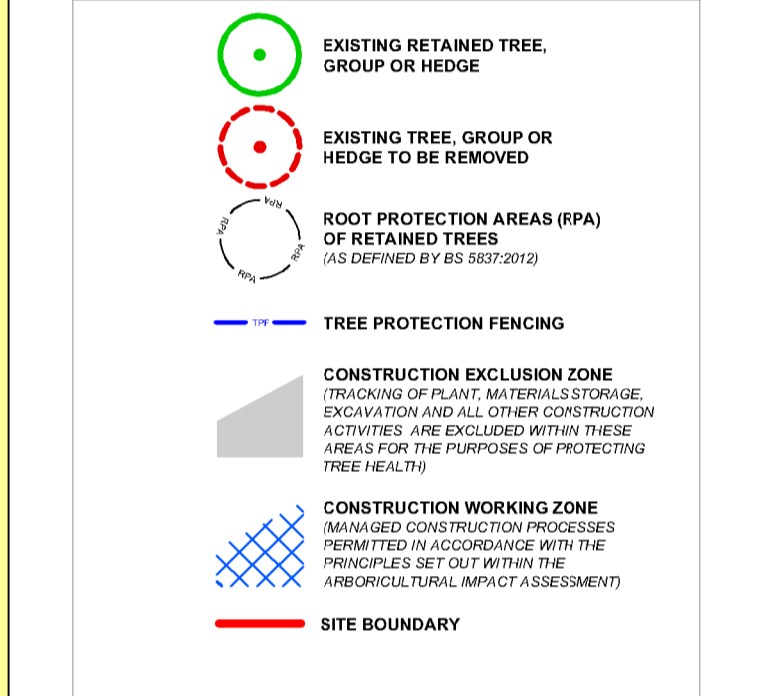 EXISTING RETAINED TREE,
GROUP OR HEDGE
EXISTING TREE, GROUP OR
HEDGE TO BE REMOVED
RPA
RPA
RPA
RPA
ROOT PROTECTION AREAS (RPA)
OF RETAINED TREES
(AS DEFINED BY BS 5837:2012)
TPF
TREE PROTECTION FENCING
CONSTRUCTION EXCLUSION ZONE
(TRACKING OF PLANT, MATERIALS STORAGE,
EXCAVATION AND ALL OTHER CONSTRUCTION
ACTIVITIES ARE EXCLUDED WITHIN THESE
AREAS FOR THE PURPOSES OF PROTECTING
TREE HEALTH)
CONSTRUCTION WORKING ZONE
(MANAGED CONSTRUCTION PROCESSES
PERMITTED IN ACCORDANCE WITH THE
PRINCIPLES SET OUT WITHIN THE
ARBORICULTURAL IMPACT ASSESSMENT)
SITE BOUNDARY